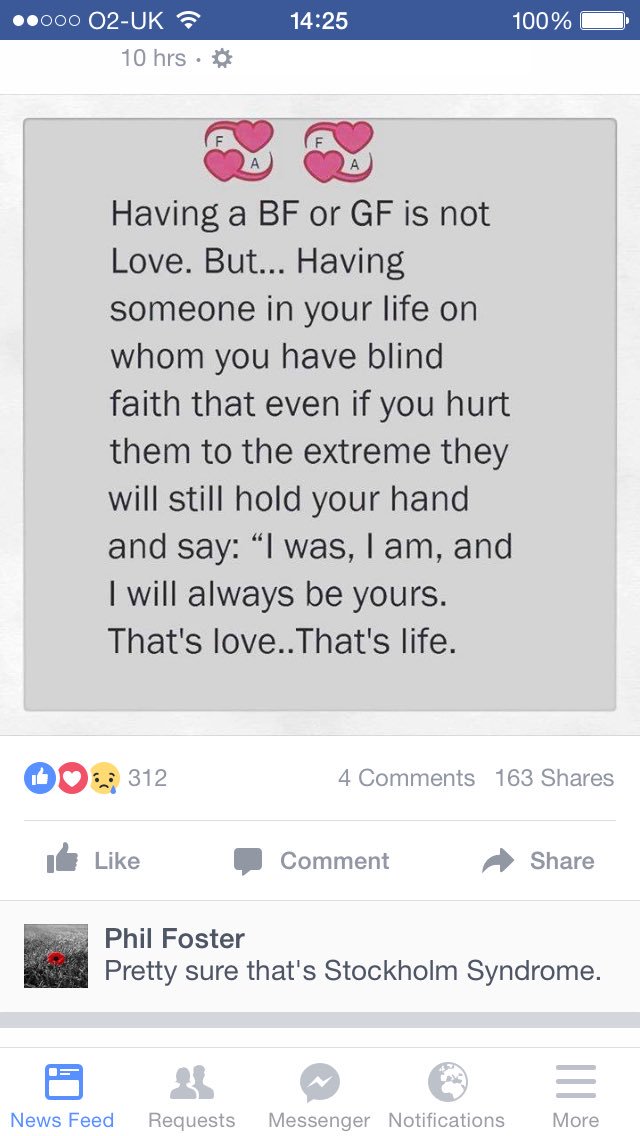 O2-UK 14:25 100%
10 hrs ·
F A F A
Having a BF or GF is not
Love. But... Having
someone in your life on
whom you have blind
faith that even if you hurt
them to the extreme they
will still hold your hand
and say: “I was, I am, and
I will always be yours.
That's love..That's life.
312 4 Comments 163 Shares
Like Comment Share
Phil Foster
Pretty sure that's Stockholm Syndrome.
News Feed Requests Messenger Notifications More